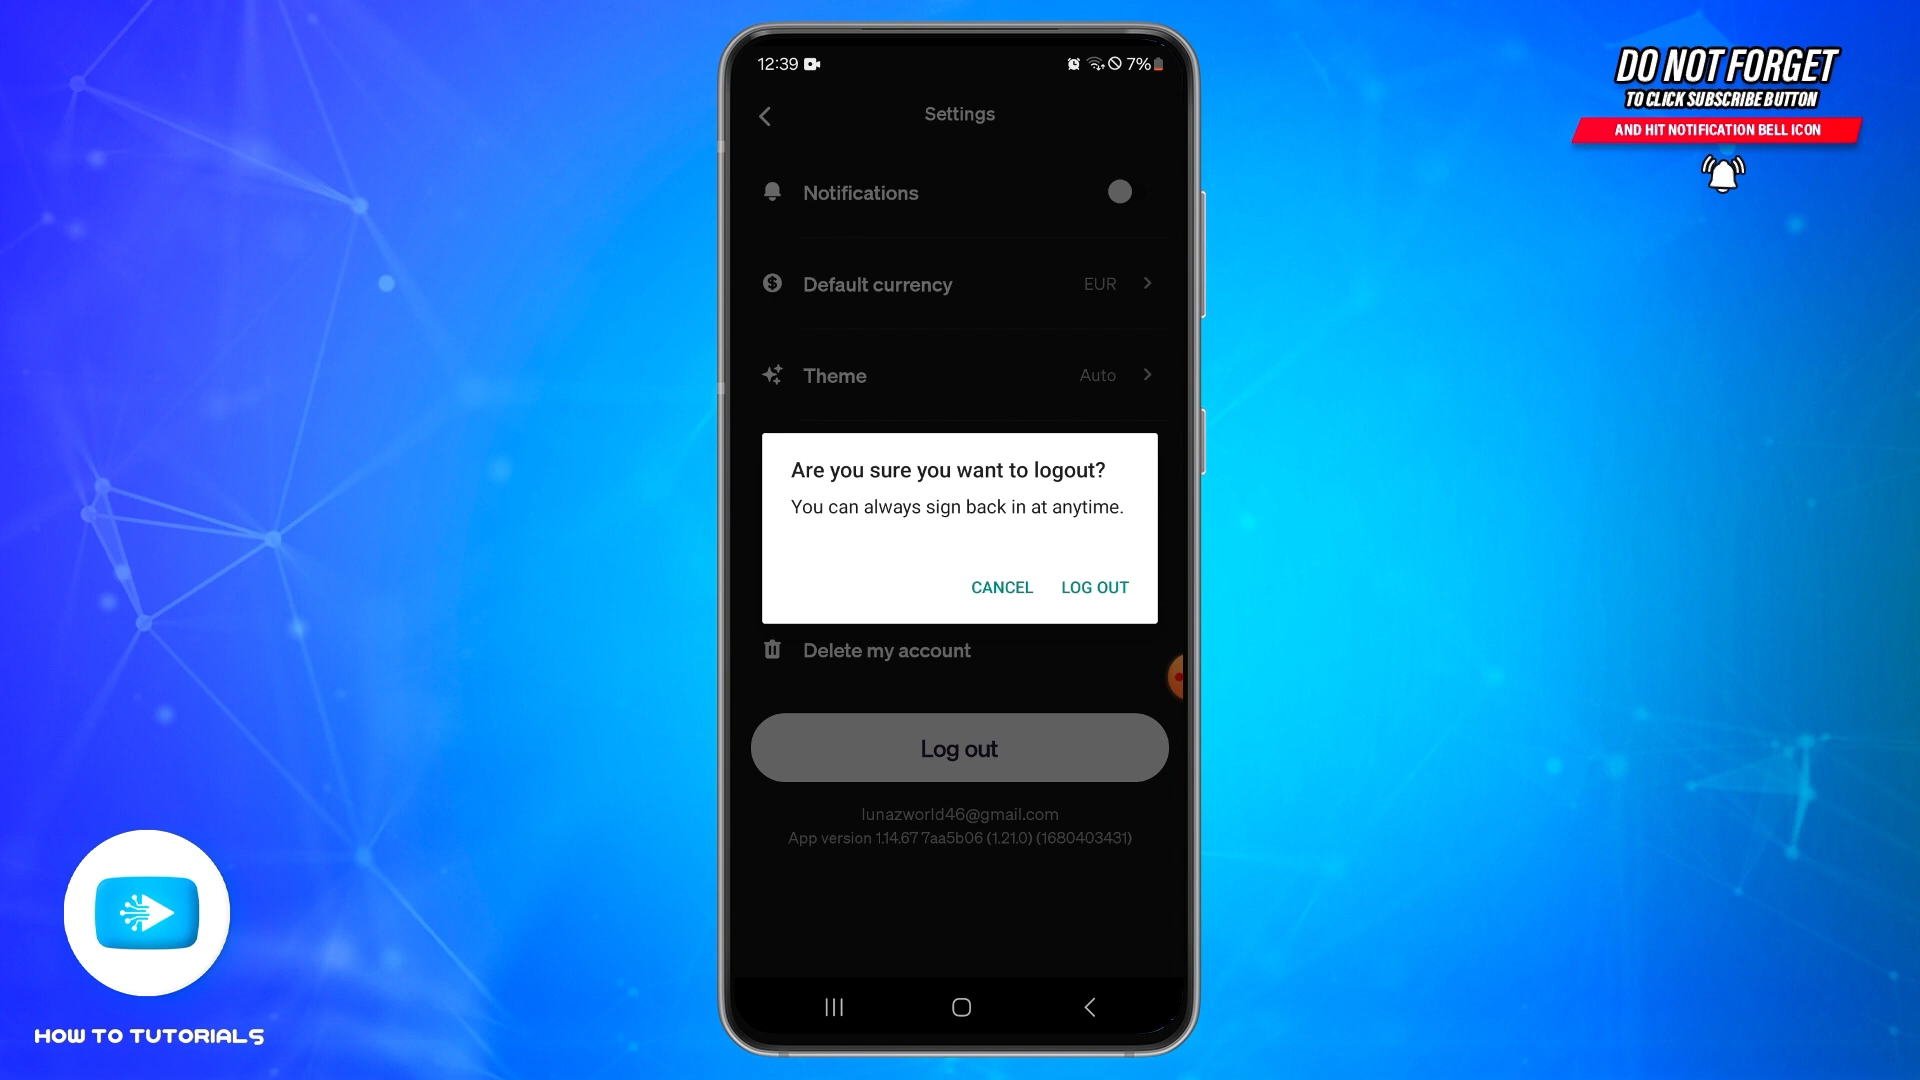 12:39
7%
Settings
Notifications
Default currency
EUR
Theme
Auto
Are you sure you want to logout?
You can always sign back in at anytime.
CANCEL
LOG OUT
Delete my account
Log out
lunazworld46@gmail.com
App version 1.14.67 7aa5b06 (1.21.0) (1680403431)
DO NOT FORGET
TO CLICK SUBSCRIBE BUTTON
AND HIT NOTIFICATION BELL ICON
HOW TO TUTORIALS